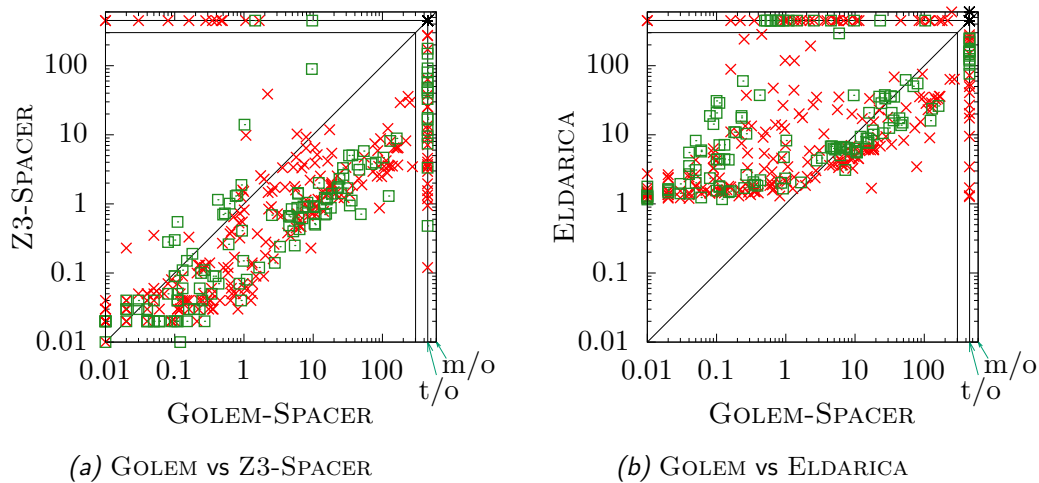 100
10
1
0.1
0.01
Z3-SPACER
0.01 0.1 1 10 100
m/o
t/o
GOLEM-SPACER
(a) GOLEM vs Z3-SPACER
100
10
1
0.1
0.01
ELDARICA
0.01 0.1 1 10 100
m/o
t/o
GOLEM-SPACER
(b) GOLEM vs ELDARICA